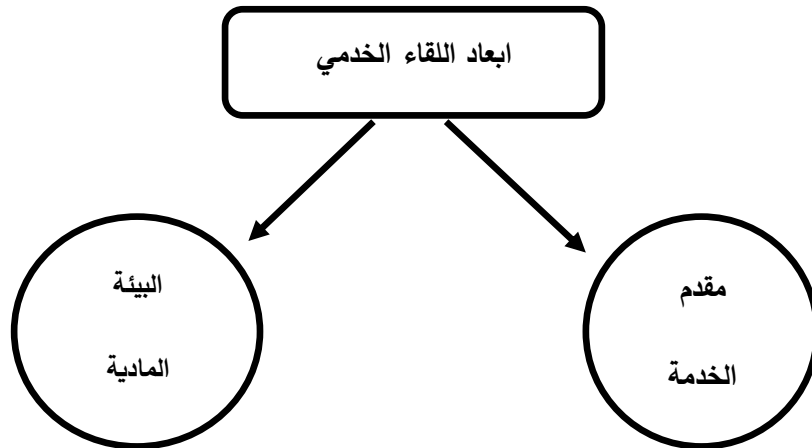 ابعاد اللقاء الخدمي
مقدم
الخدمة
البيئة
المادية